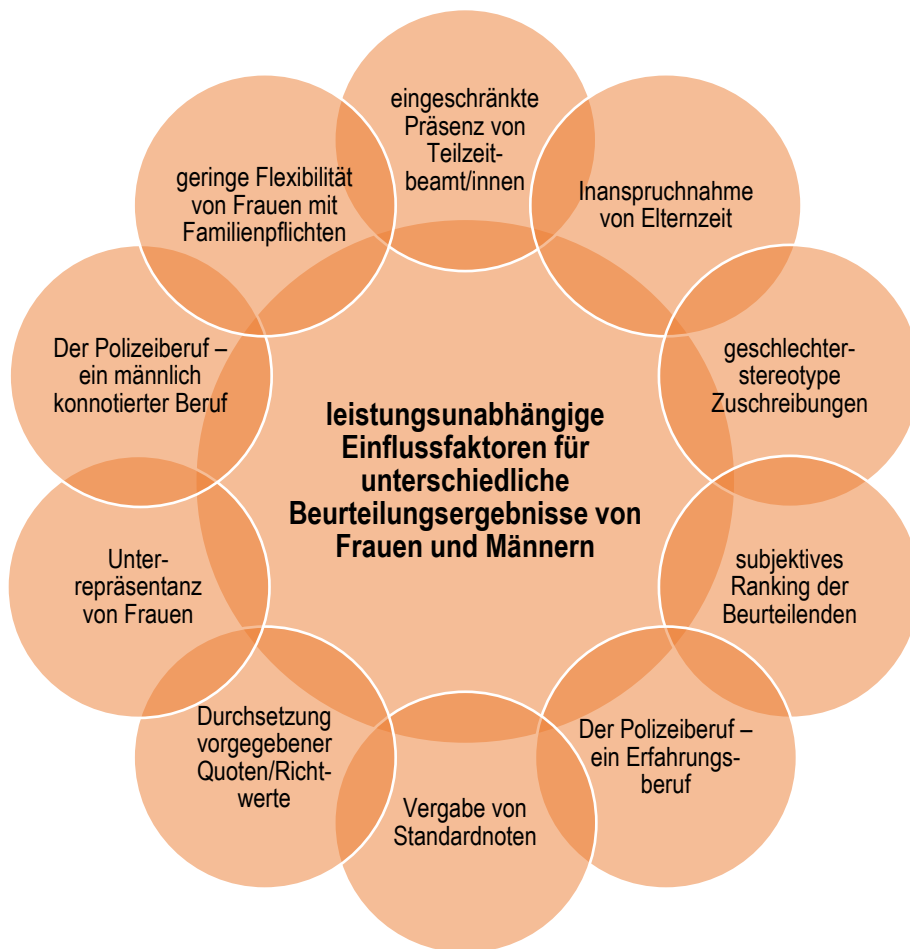 eingeschränkte
Präsenz von
Teilzeit-
beamt/innen
Inanspruchnahme
von Elternzeit
geschlechter-
stereotype
Zuschreibungen
subjektives
Ranking der
Beurteilenden
Der Polizeiberuf –
ein Erfahrungs-
beruf
Vergabe von
Standardnoten
Durchsetzung
vorgegebener
Quoten/Richt-
werte
Unter-
repräsentanz
von Frauen
Der Polizeiberuf –
ein männlich
konnotierter Beruf
geringe Flexibilität
von Frauen mit
Familienpflichten
leistungsunabhängige
Einflussfaktoren für
unterschiedliche
Beurteilungsergebnisse von
Frauen und Männern